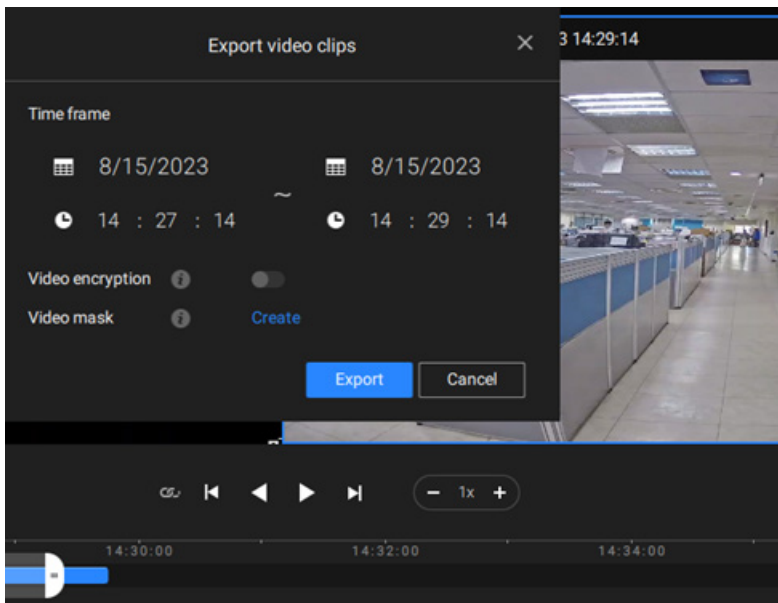 Export video clips
3 14:29:14
Time frame
8/15/2023 ~ 8/15/2023
14 : 27 : 14 14 : 29 : 14
Video encryption
Video mask Create
Export Cancel
1x
14:30:00 14:32:00 14:34:00